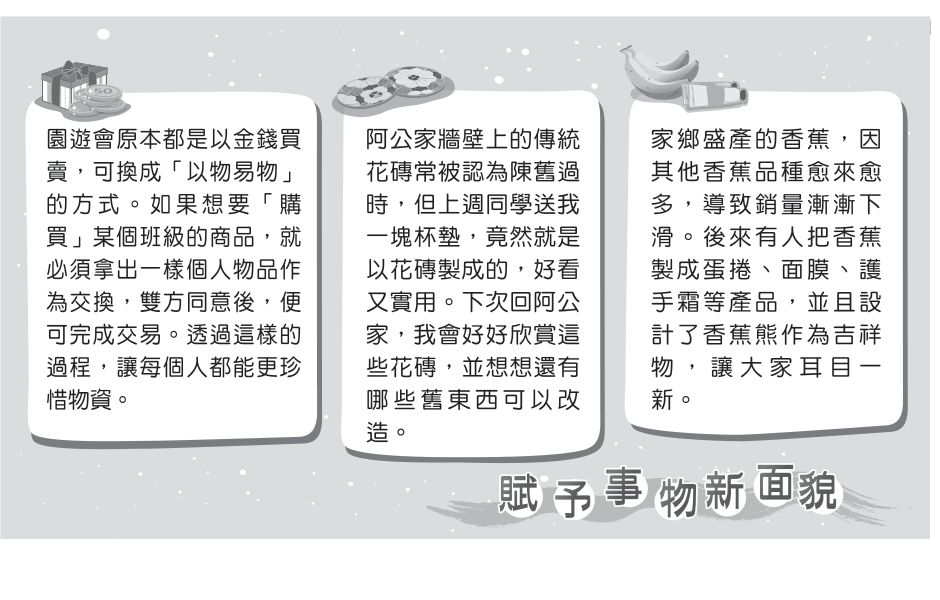 園遊會原本都是以金錢買
賣，可換成「以物易物」
的方式。如果想要「購
買」某個班級的商品，就
必須拿出一樣個人物品作
為交換，雙方同意後，便
可完成交易。透過這樣的
過程，讓每個人都能更珍
惜物資。
阿公家牆壁上的傳統
花磚常被認為陳舊過
時，但上週同學送我
一塊杯墊，竟然就是
以花磚製成的，好看
又實用。下次回阿公
家，我會好好欣賞這
些花磚，並想想還有
哪些舊東西可以改
造。
家鄉盛產的香蕉，因
其他香蕉品種愈來愈
多，導致銷量漸漸下
滑。後來有人把香蕉
製成蛋捲、面膜、護
手霜等產品，並且設
計了香蕉熊作為吉祥
物，讓大家耳目一
新。
賦予事物新面貌